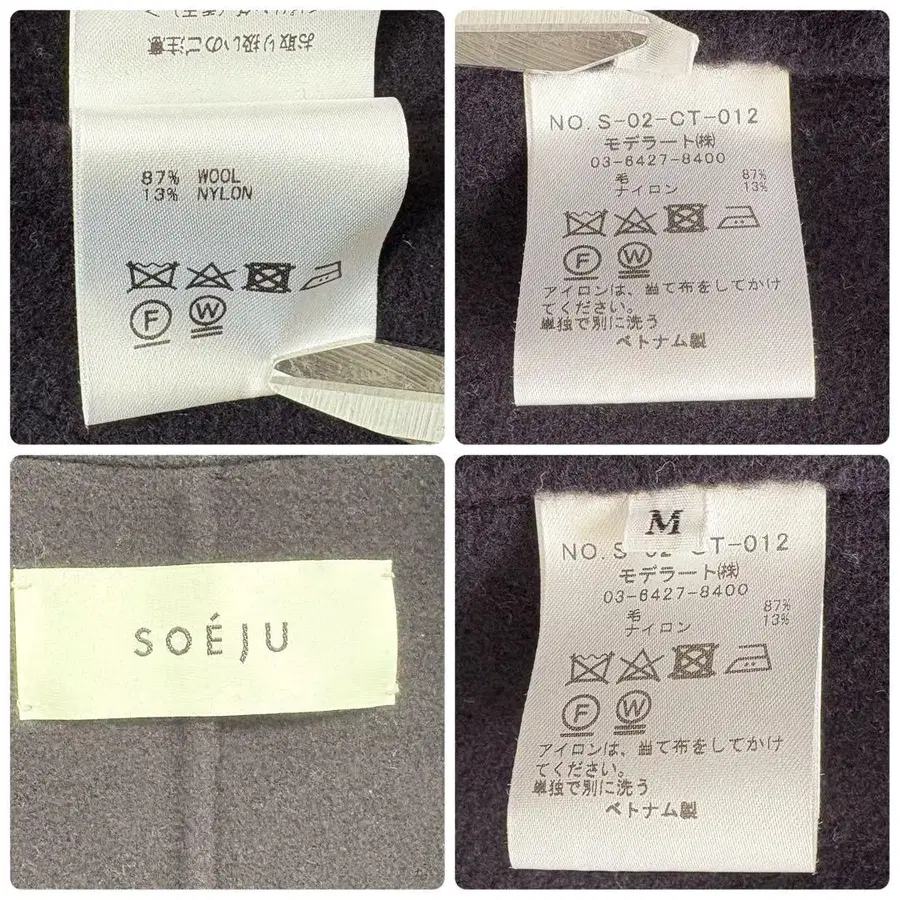 お取り扱いのご注意
87% WOOL
13% NYLON
F
W
NO. S-02-CT-012
モデラート(株)
03-6427-8400
毛 87%
ナイロン 13%
F
W
アイロンは、当て布をしてかけ
てください。
単独で別に洗う
ベトナム製
SOÉJU
M
NO. S-02-CT-012
モデラート(株)
03-6427-8400
毛 87%
ナイロン 13%
F
W
アイロンは、当て布をしてかけ
てください。
単独で別に洗う
ベトナム製